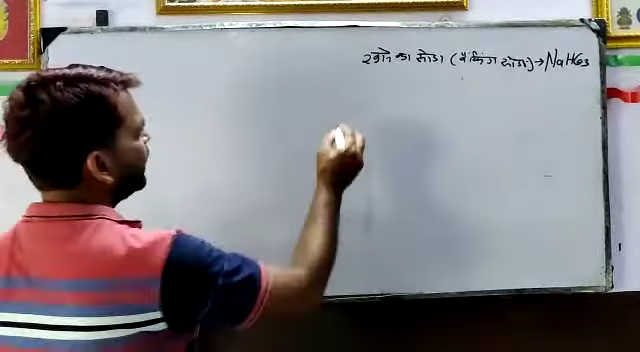 खाने का सोडा (बेकिंग सोडा) → NaHCO3